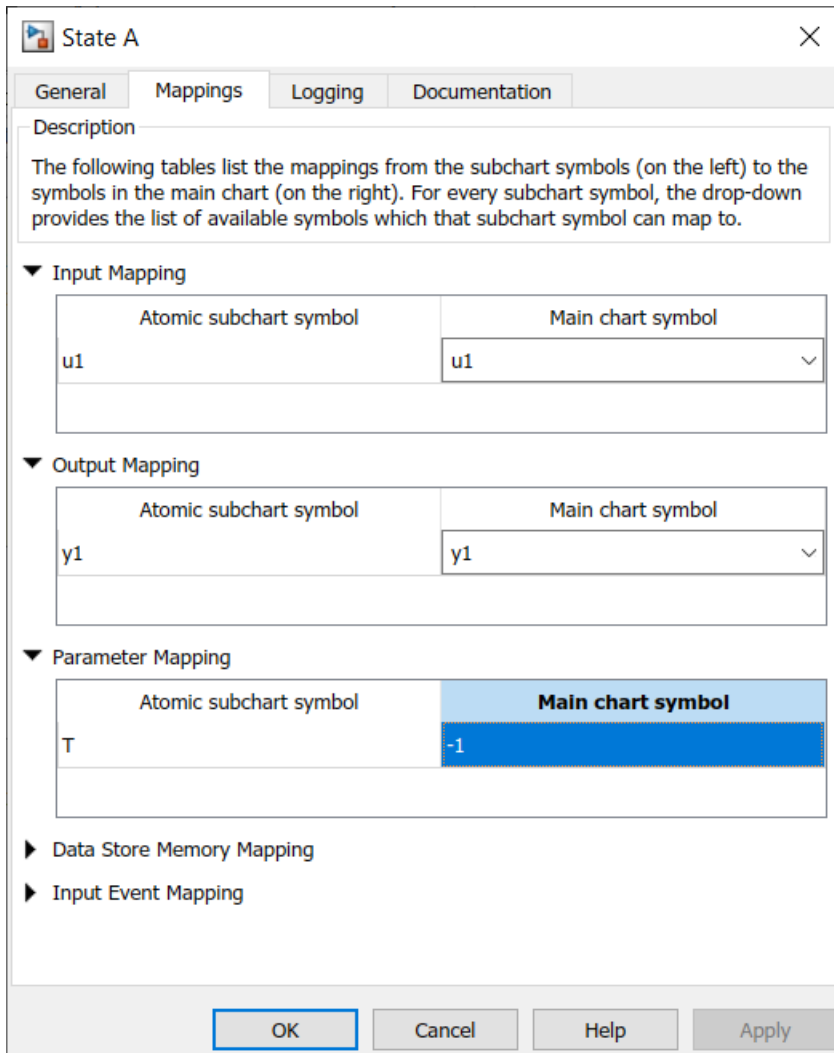 State A
General Mappings Logging Documentation
Description
The following tables list the mappings from the subchart symbols (on the left) to the
symbols in the main chart (on the right). For every subchart symbol, the drop-down
provides the list of available symbols which that subchart symbol can map to.
Input Mapping
Atomic subchart symbol Main chart symbol
u1 u1
Output Mapping
Atomic subchart symbol Main chart symbol
y1 y1
Parameter Mapping
Atomic subchart symbol Main chart symbol
T -1
Data Store Memory Mapping
Input Event Mapping
OK Cancel Help Apply